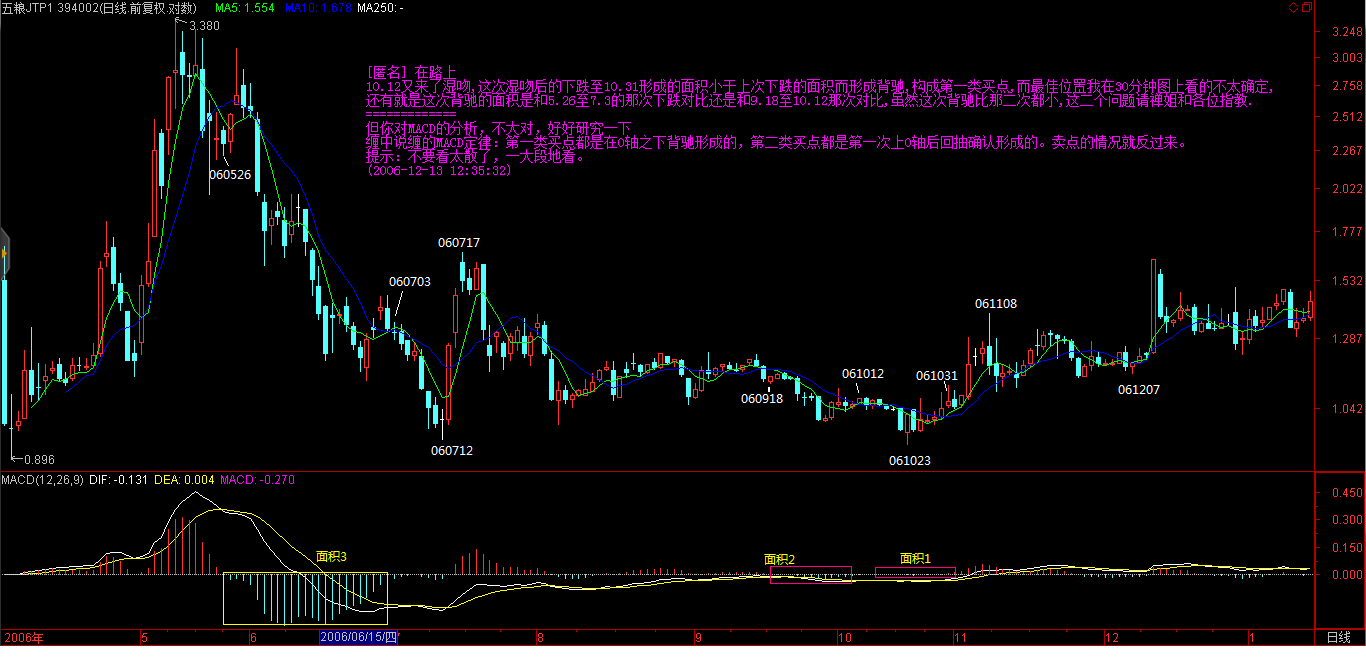 五粮JTP1 394002(日线.前复权.对数) MA5: 1.554 MA10: 1.676 MA250: -
3.380
3.248
3.003
2.758
2.512
2.267
2.022
1.777
1.532
1.287
1.042
[匿名] 在路上
10.12又来了湿吻,这次湿吻后的下跌至10.31形成的面积小于上次下跌的面积而形成背驰,构成第一类买点,而最佳位置我在30分钟图上看的不太确定,
还有就是这次背驰的面积是和5.26至7.3的那次下跌对比还是和9.18至10.12那次对比,虽然这次背驰比那二次都小,这二个问题请禅姐和各位指教.
==============
但你对MACD的分析, 不太对, 好好研究一下
缠中说缠的MACD定律: 第一类买点都是在0轴之下背驰形成的, 第二类买点都是第一次上0轴后回抽确认形成的。卖点的情况就反过来。
提示: 不要看太散了, 一大段地看。
(2006-12-13 12:35:32)
060526
060703
060717
060712
060918
061012
061031
061023
061108
061207
0.896
MACD(12,26,9) DIF: -0.131 DEA: 0.004 MACD: -0.270
0.450
0.300
0.150
0.000
面积3
面积2
面积1
2006年 5 6 2006/06/15/四 7 8 9 10 11 12 1 日线